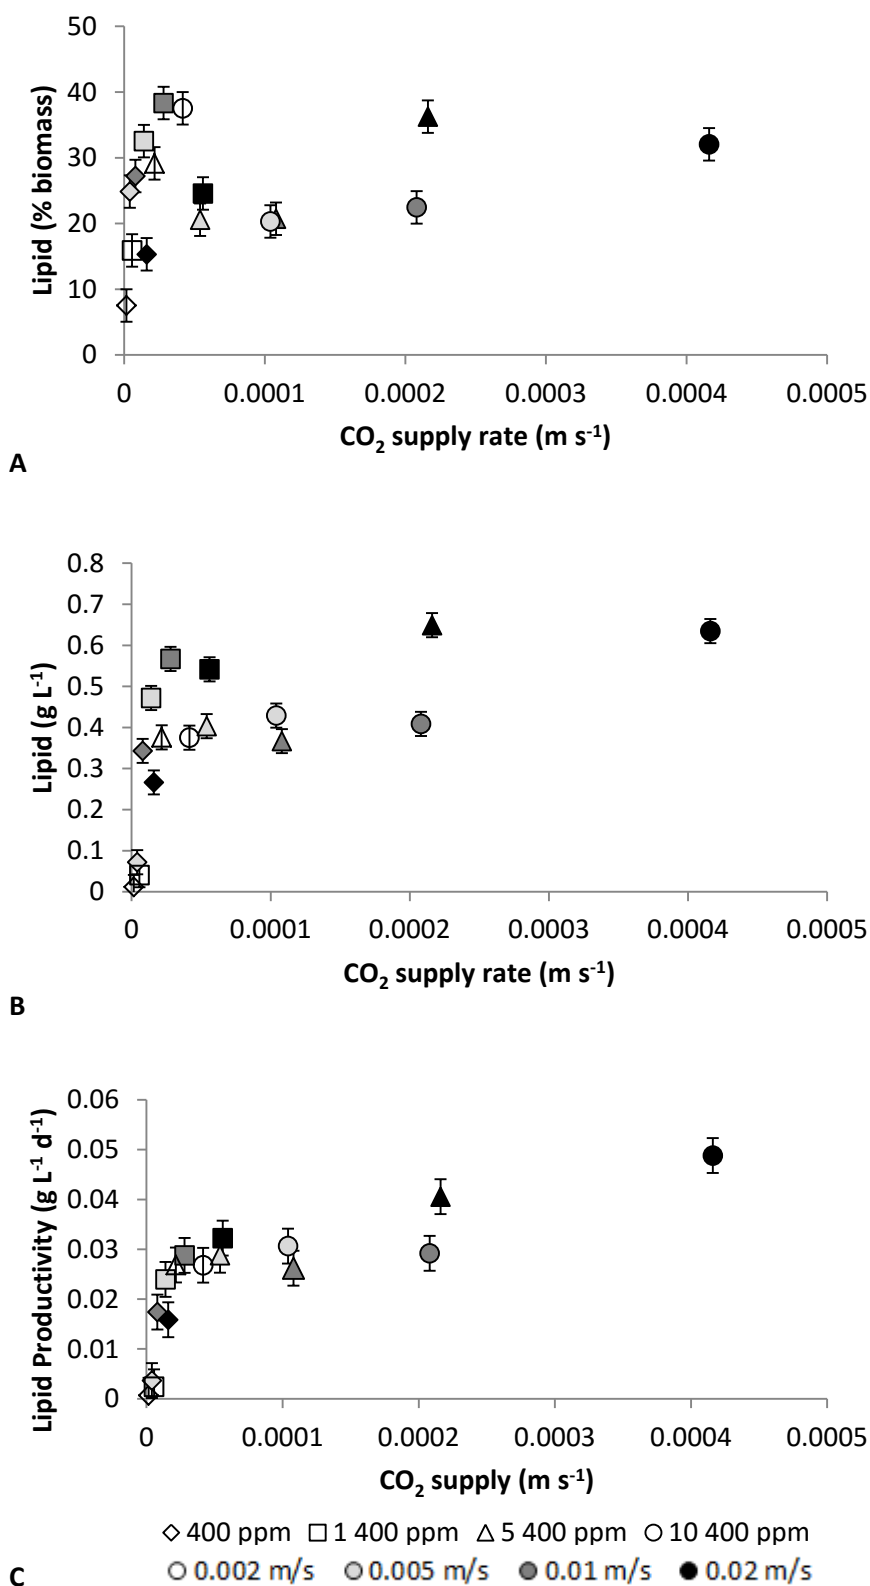 50
40
30
20
10
0
0 0.0001 0.0002 0.0003 0.0004 0.0005
Lipid (% biomass)
CO₂ supply rate (m s⁻¹)
A
0.8
0.7
0.6
0.5
0.4
0.3
0.2
0.1
0
0 0.0001 0.0002 0.0003 0.0004 0.0005
Lipid (g L⁻¹)
CO₂ supply rate (m s⁻¹)
B
0.06
0.05
0.04
0.03
0.02
0.01
0
0 0.0001 0.0002 0.0003 0.0004 0.0005
Lipid Productivity (g L⁻¹ d⁻¹)
CO₂ supply (m s⁻¹)
400 ppm 1 400 ppm 5 400 ppm 10 400 ppm
0.002 m/s 0.005 m/s 0.01 m/s 0.02 m/s
C